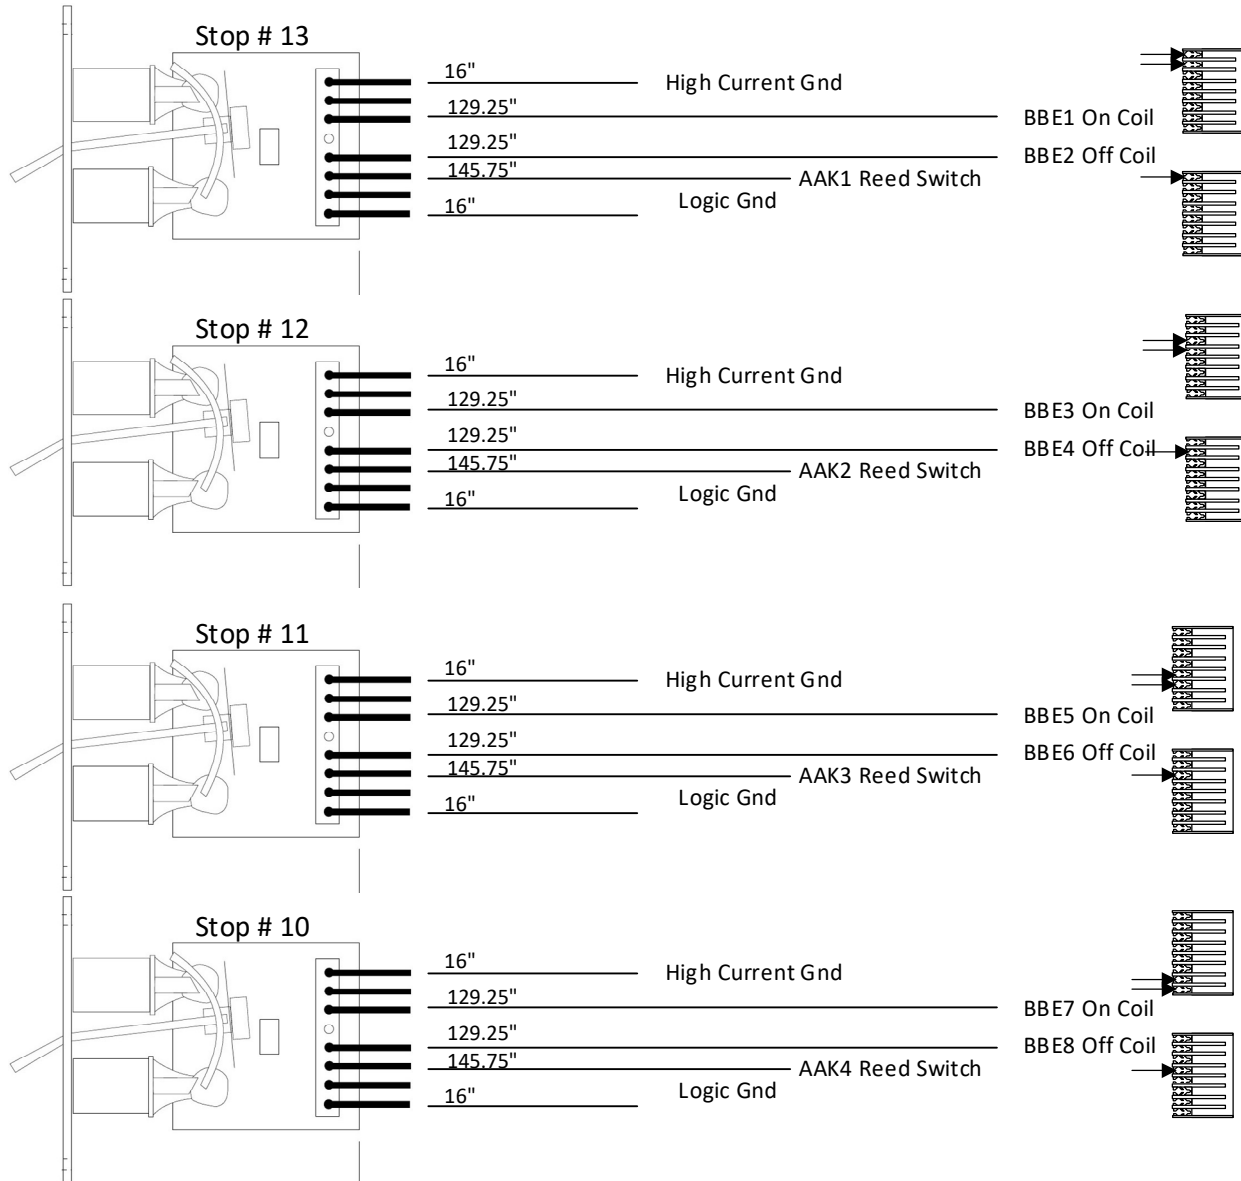 Stop # 13
16"
High Current Gnd
129.25"
BBE1 On Coil
129.25"
BBE2 Off Coil
145.75"
AAK1 Reed Switch
Logic Gnd
16"
Stop # 12
16"
High Current Gnd
129.25"
BBE3 On Coil
129.25"
BBE4 Off Coil
145.75"
AAK2 Reed Switch
Logic Gnd
16"
Stop # 11
16"
High Current Gnd
129.25"
BBE5 On Coil
129.25"
BBE6 Off Coil
145.75"
AAK3 Reed Switch
Logic Gnd
16"
Stop # 10
16"
High Current Gnd
129.25"
BBE7 On Coil
129.25"
BBE8 Off Coil
145.75"
AAK4 Reed Switch
Logic Gnd
16"